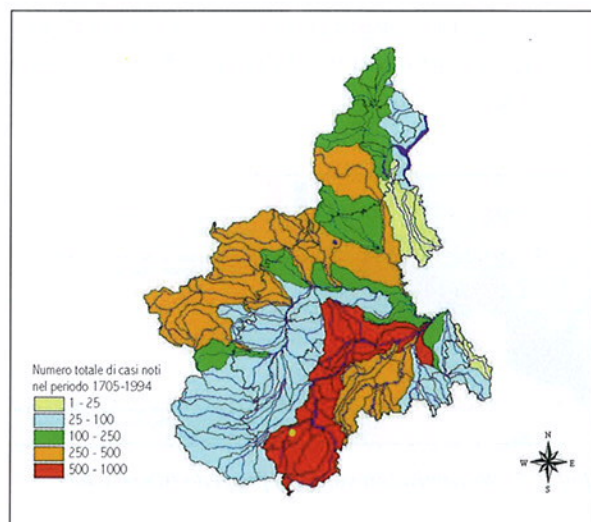 Numero totale di casi noti
nel periodo 1705-1994
1 - 25
25 - 100
100 - 250
250 - 500
500 - 1000
N
W E
S